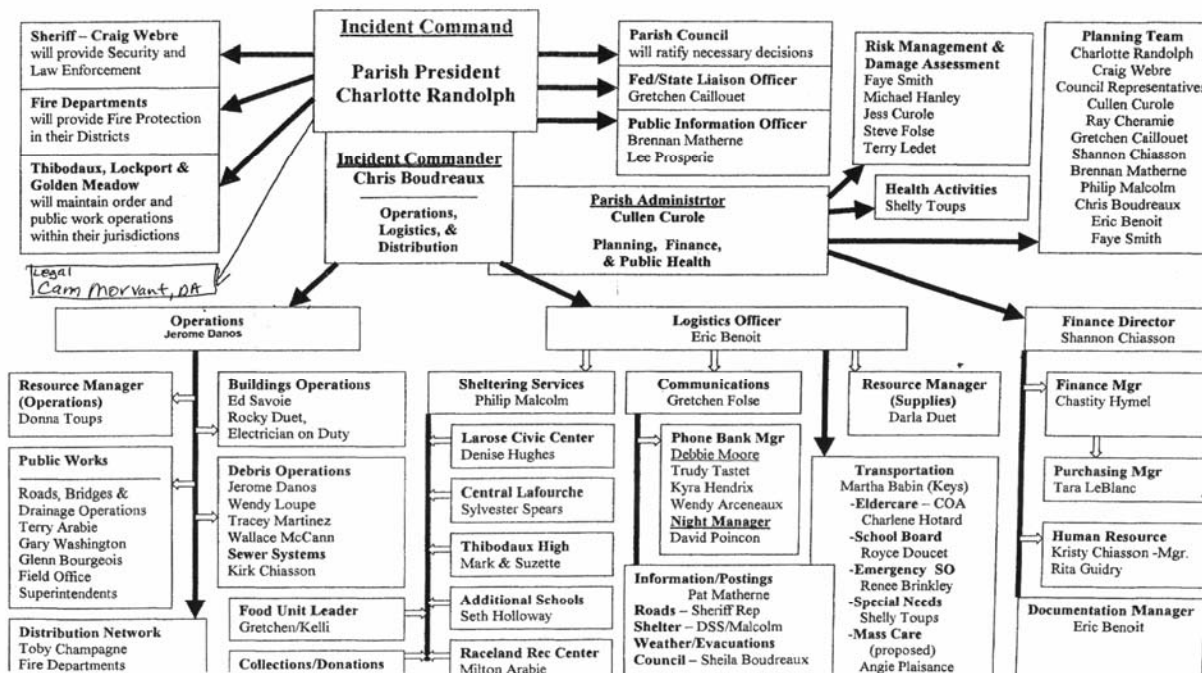 Sheriff – Craig Webre
will provide Security and
Law Enforcement
Fire Departments
will provide Fire Protection
in their Districts
Thibodaux, Lockport &
Golden Meadow
will maintain order and
public work operations
within their jurisdictions
Legal
Cam Morvant, DA
Incident Command
Parish President
Charlotte Randolph
Incident Commander
Chris Boudreaux
Operations,
Logistics, &
Distribution
Parish Council
will ratify necessary decisions
Fed/State Liaison Officer
Gretchen Caillouet
Public Information Officer
Brennan Matherne
Lee Prosperie
Parish Administrtor
Cullen Curole
Planning, Finance,
& Public Health
Risk Management &
Damage Assessment
Faye Smith
Michael Hanley
Jess Curole
Steve Folse
Terry Ledet
Health Activities
Shelly Toups
Planning Team
Charlotte Randolph
Craig Webre
Council Representative
Cullen Curole
Ray Cheramie
Gretchen Caillouet
Shannon Chiasson
Brennan Matherne
Philip Malcolm
Chris Boudreaux
Eric Benoit
Faye Smith
Operations
Jerome Danos
Logistics Officer
Eric Benoit
Finance Director
Shannon Chiasson
Resource Manager
(Operations)
Donna Toups
Public Works
Roads, Bridges &
Drainage Operations
Terry Arabie
Gary Washington
Glenn Bourgeois
Field Office
Superintendents
Distribution Network
Toby Champagne
Fire Departments
Buildings Operations
Ed Savoie
Rocky Duet,
Electrician on Duty
Debris Operations
Jerome Danos
Wendy Loupe
Tracey Martinez
Wallace McCann
Sewer Systems
Kirk Chiasson
Food Unit Leader
Gretchen/Kelli
Collections/Donations
Sheltering Services
Philip Malcolm
Larose Civic Center
Denise Hughes
Central Lafourche
Sylvester Spears
Thibodaux High
Mark & Suzette
Additional Schools
Seth Holloway
Raceland Rec Center
Milton Arabie
Communications
Gretchen Folse
Phone Bank Mgr
Debbie Moore
Trudy Tastet
Kyra Hendrix
Wendy Arceneaux
Night Manager
David Poincon
Information/Postings
Pat Matherne
Roads – Sheriff Rep
Shelter – DSS/Malcolm
Weather/Evacuations
Council – Sheila Boudreaux
Resource Manager
(Supplies)
Darla Duet
Transportation
Martha Babin (Keys)
-Eldercare – COA
Charlene Hotard
-School Board
Royce Doucet
-Emergency SO
Renee Brinkley
-Special Needs
Shelly Toups
-Mass Care
(proposed)
Angie Plaisance
Finance Mgr
Chastity Hymel
Purchasing Mgr
Tara LeBlanc
Human Resource
Kristy Chiasson -Mgr.
Rita Guidry
Documentation Manager
Eric Benoit